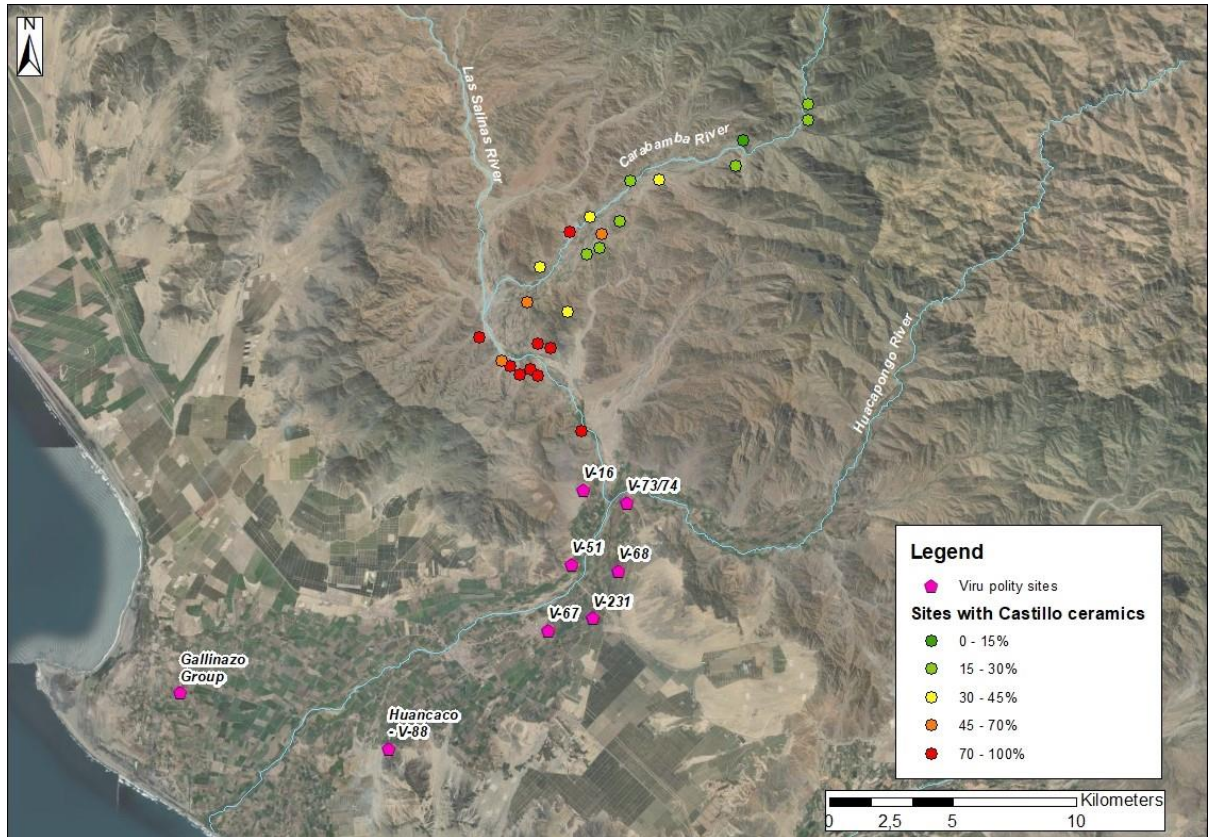 N
Las Salinas River
Carabamba River
Huacapongo River
V-16
V-73/74
V-51
V-68
V-231
V-67
Gallinazo
Group
Huancaco
- V-88
Legend
Viru polity sites
Sites with Castillo ceramics
0 - 15%
15 - 30%
30 - 45%
45 - 70%
70 - 100%
Kilometers
0 2,5 5 10